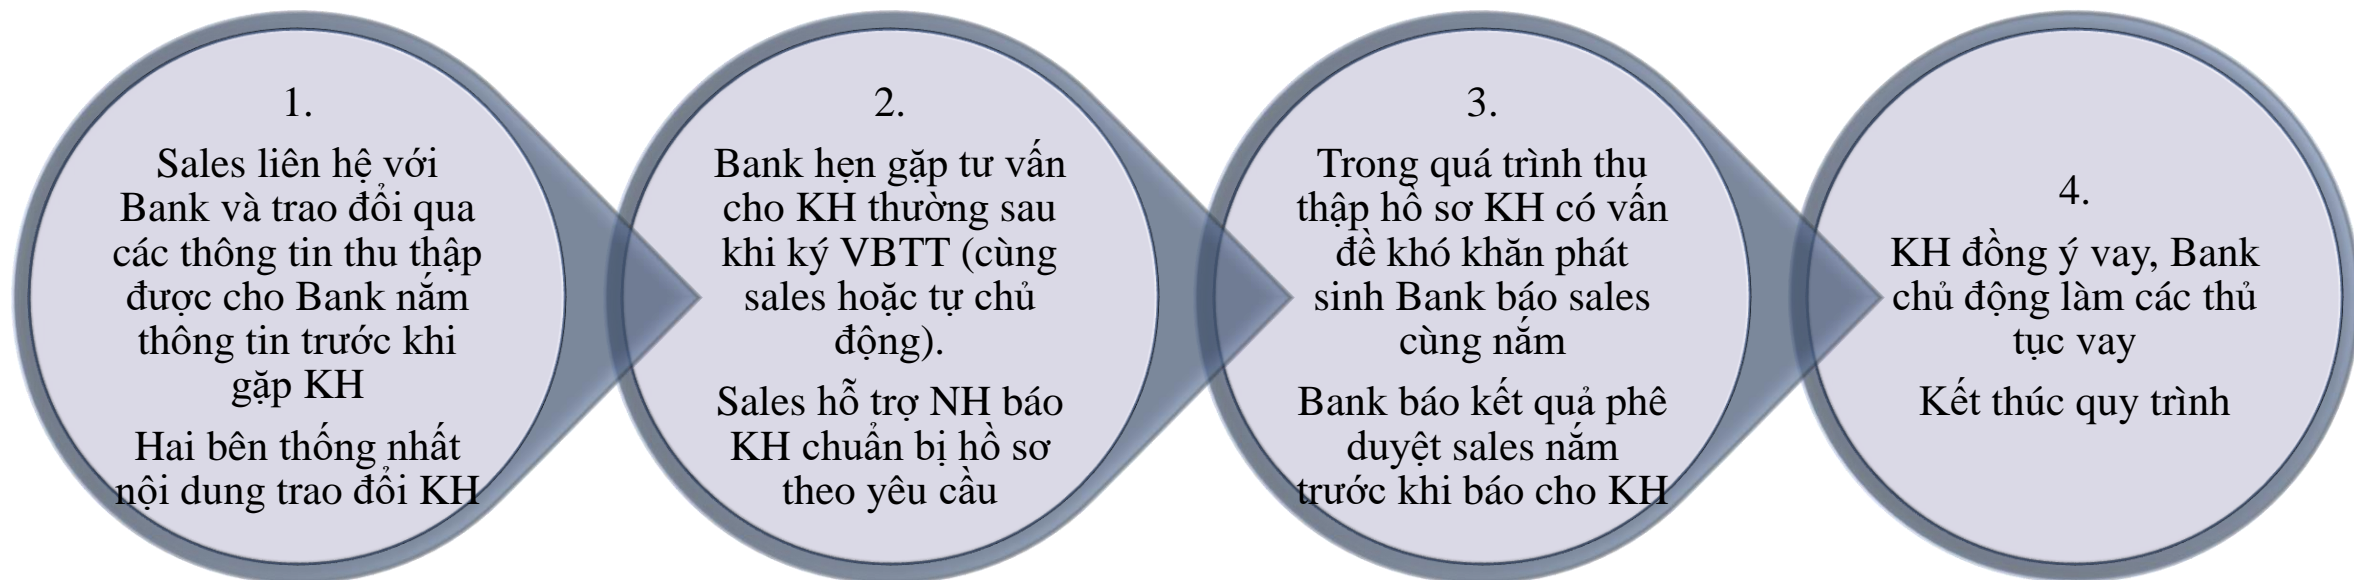 1.
Sales liên hệ với
Bank và trao đổi qua
các thông tin thu thập
được cho Bank nắm
thông tin trước khi
gặp KH
Hai bên thống nhất
nội dung trao đổi KH
2.
Bank hẹn gặp tư vấn
cho KH thường sau
khi ký VBTT (cùng
sales hoặc tự chủ
động).
Sales hỗ trợ NH báo
KH chuẩn bị hồ sơ
theo yêu cầu
3.
Trong quá trình thu
thập hồ sơ KH có vấn
đề khó khăn phát
sinh Bank báo sales
cùng nắm
Bank báo kết quả phê
duyệt sales nắm
trước khi báo cho KH
4.
KH đồng ý vay, Bank
chủ động làm các thủ
tục vay
Kết thúc quy trình